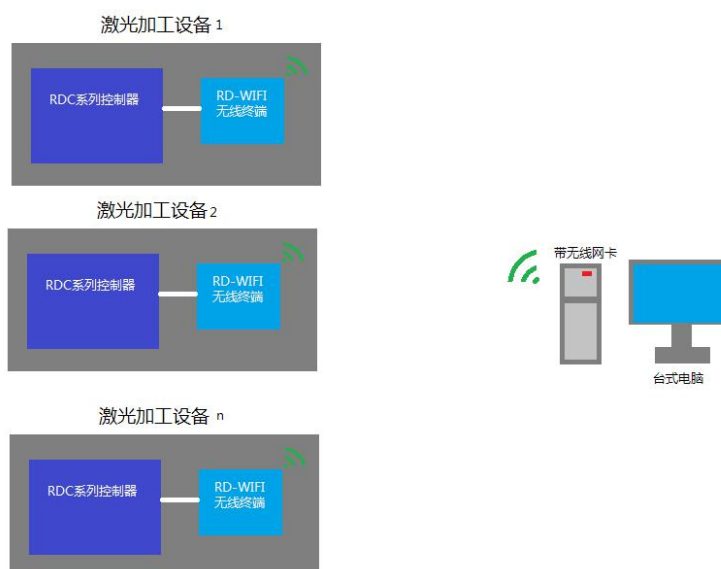 激光加工设备 1
RDC系列控制器
RD-WIFI
无线终端
激光加工设备 2
RDC系列控制器
RD-WIFI
无线终端
带无线网卡
台式电脑
激光加工设备 n
RDC系列控制器
RD-WIFI
无线终端